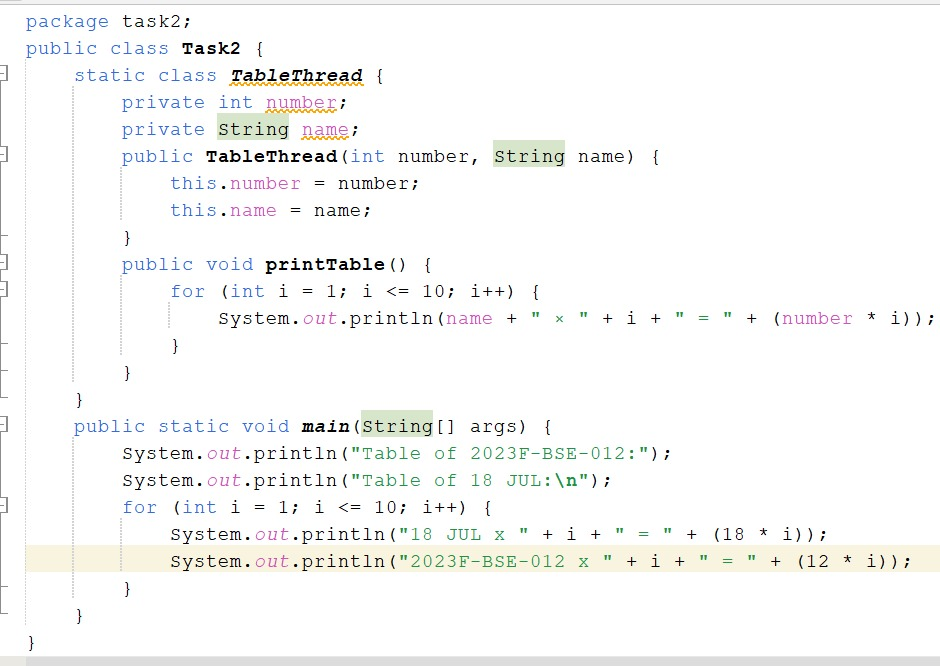 package task2;
public class Task2 {
    static class TableThread {
        private int number;
        private String name;
        public TableThread(int number, String name) {
            this.number = number;
            this.name = name;
        }
        public void printTable() {
            for (int i = 1; i <= 10; i++) {
                System.out.println(name + " × " + i + " = " + (number * i));
            }
        }
    }
    public static void main(String[] args) {
        System.out.println("Table of 2023F-BSE-012:");
        System.out.println("Table of 18 JUL:\n");
        for (int i = 1; i <= 10; i++) {
            System.out.println("18 JUL x " + i + " = " + (18 * i));
            System.out.println("2023F-BSE-012 x " + i + " = " + (12 * i));
        }
    }
}